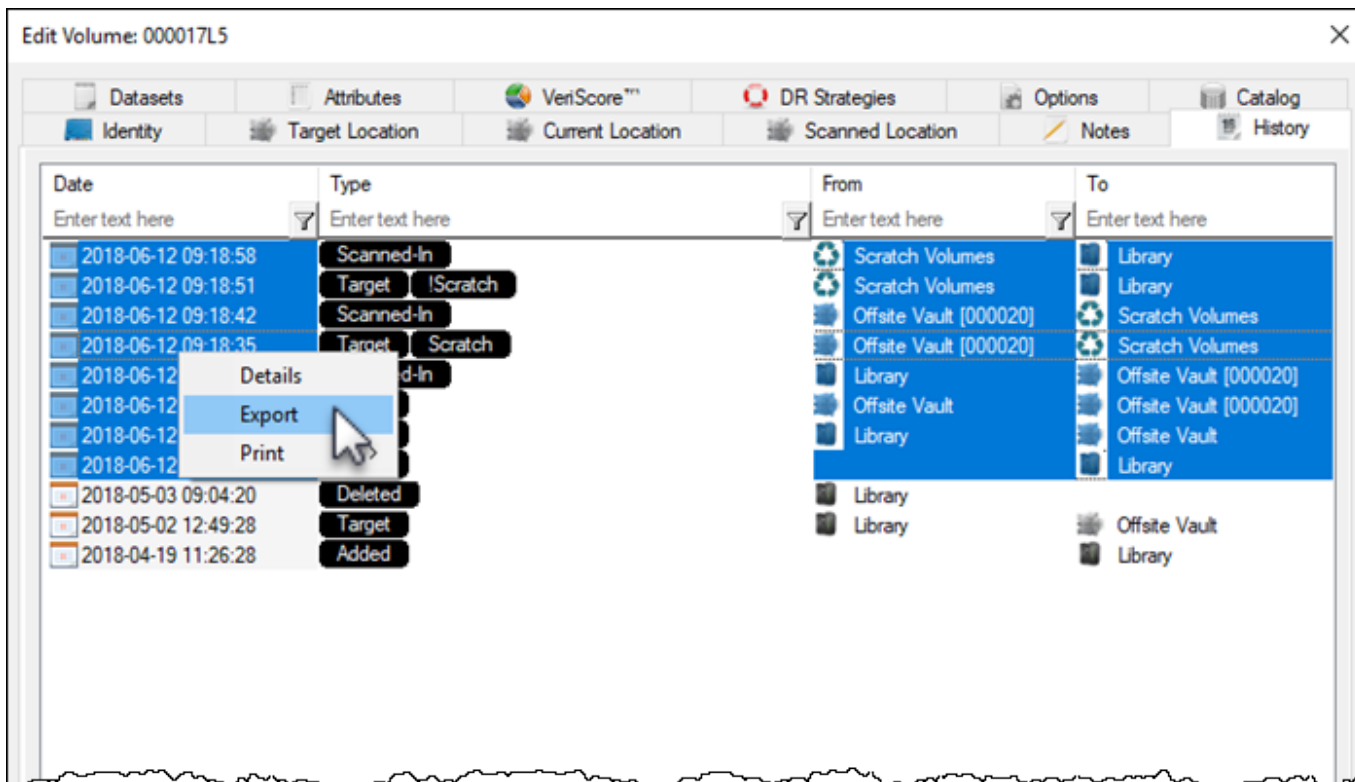 Edit Volume: 000017L5
Datasets Attributes VeriScore™ DR Strategies Options Catalog
Identity Target Location Current Location Scanned Location Notes History
Date Type From To
Enter text here Enter text here Enter text here Enter text here
2018-06-12 09:18:58 Scanned-In Scratch Volumes Library
2018-06-12 09:18:51 Target !Scratch Scratch Volumes Library
2018-06-12 09:18:42 Scanned-In Offsite Vault [000020] Scratch Volumes
2018-06-12 09:18:35 Target Scratch Offsite Vault [000020] Scratch Volumes
2018-06-12 Details d-In Library Offsite Vault [000020]
2018-06-12 Export Offsite Vault Offsite Vault [000020]
2018-06-12 Print Library Offsite Vault
2018-06-12 Library
2018-05-03 09:04:20 Deleted Library
2018-05-02 12:49:28 Target Library Offsite Vault
2018-04-19 11:26:28 Added Library